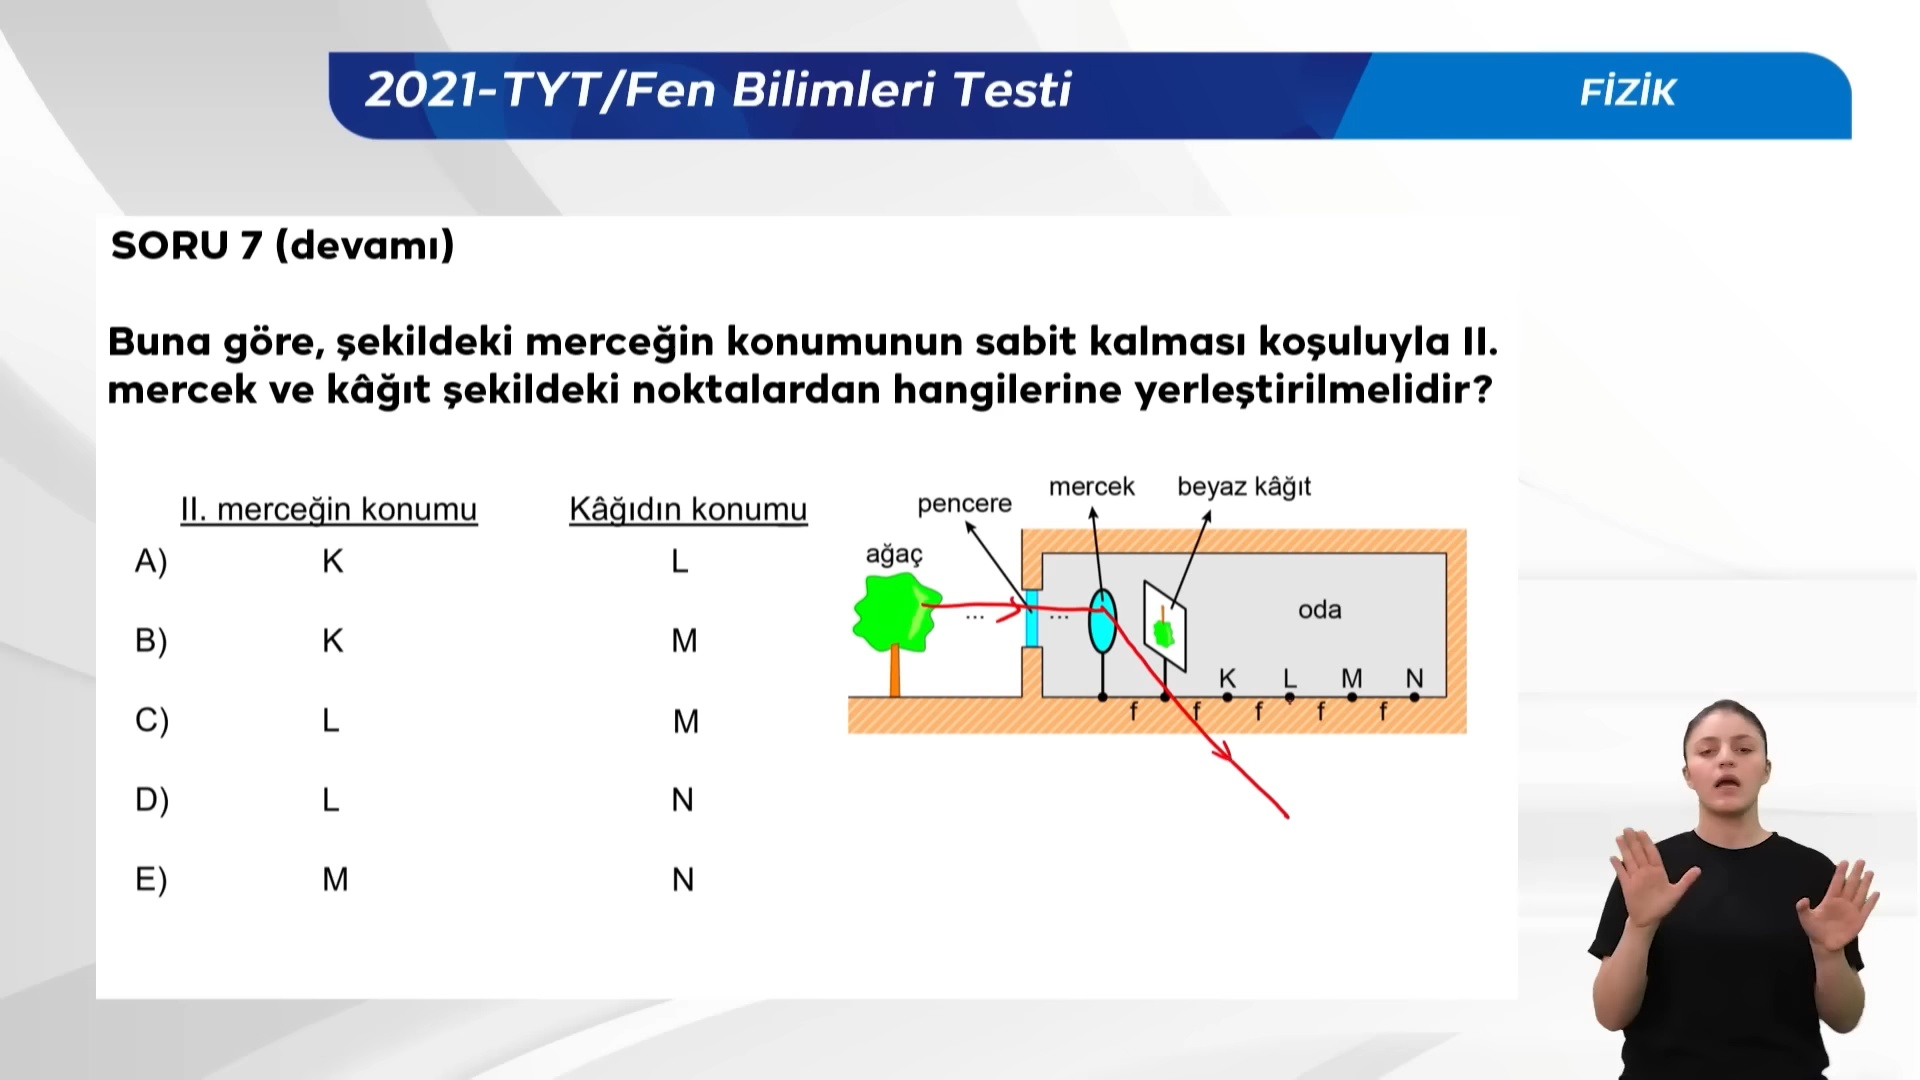 2021-TYT/Fen Bilimleri Testi
FİZİK
SORU 7 (devamı)
Buna göre, şekildeki merceğin konumunun sabit kalması koşuluyla II.
mercek ve kâğıt şekildeki noktalardan hangilerine yerleştirilmelidir?
II. merceğin konumu Kâğıdın konumu
A) K L
B) K M
C) L M
D) L N
E) M N
mercek beyaz kâğıt
pencere
ağaç
... ...
oda
K L M N
f f f f f